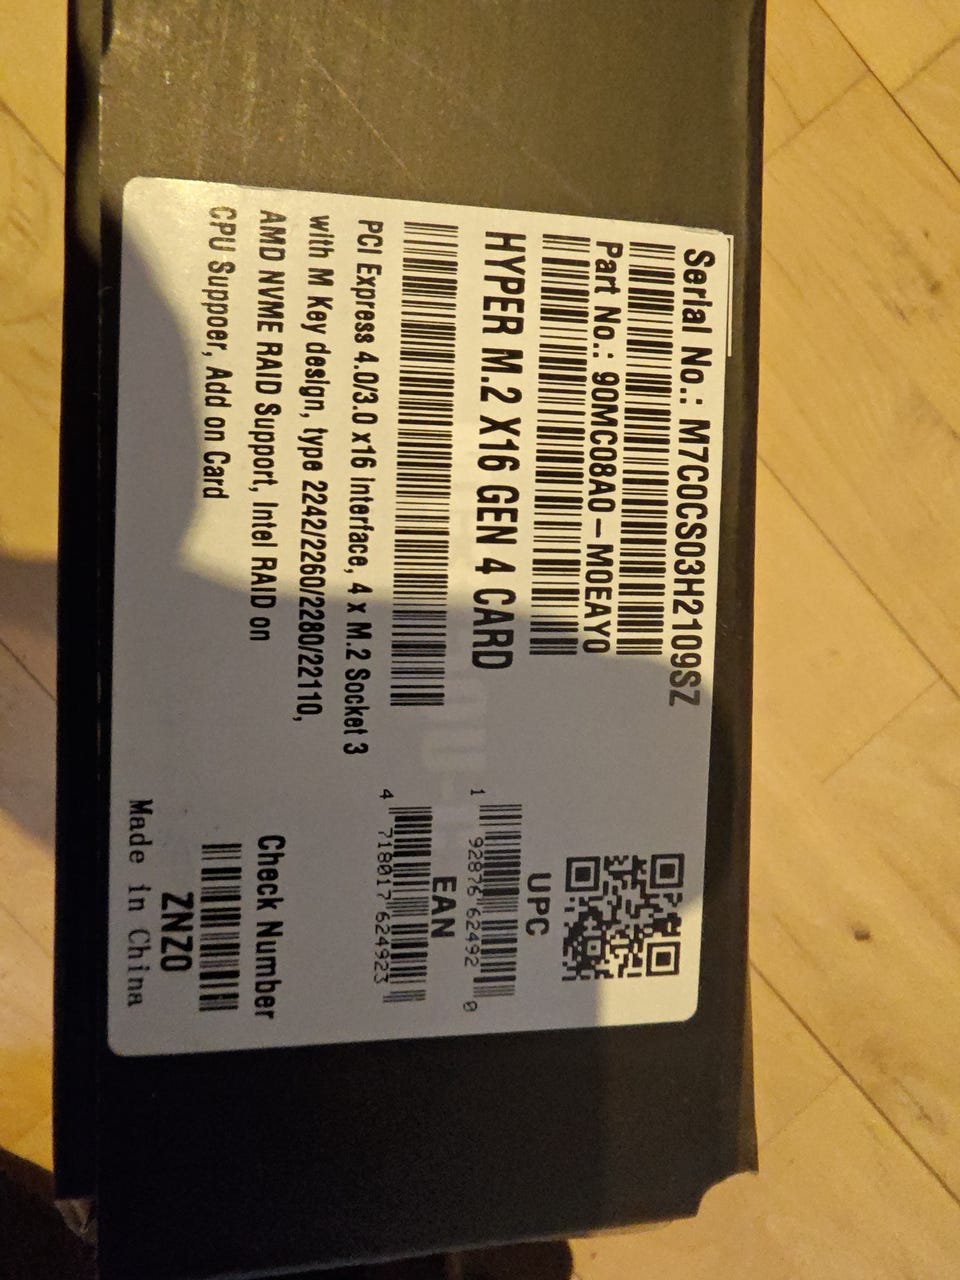 Serial No.: M7C0CS03H2109SZ
Part No.: 90MC08A0-M0EAY0
HYPER M.2 X16 GEN 4 CARD
PCI Express 4.0/3.0 x16 Interface, 4 x M.2 Socket 3
with M Key design, type 2242/2260/2280/22110,
AMD NVME RAID Support, Intel RAID on
CPU Suppoer, Add on Card
UPC
1 92876 62492 0
EAN
4 718017 624923
Check Number
ZNZ0
Made in China